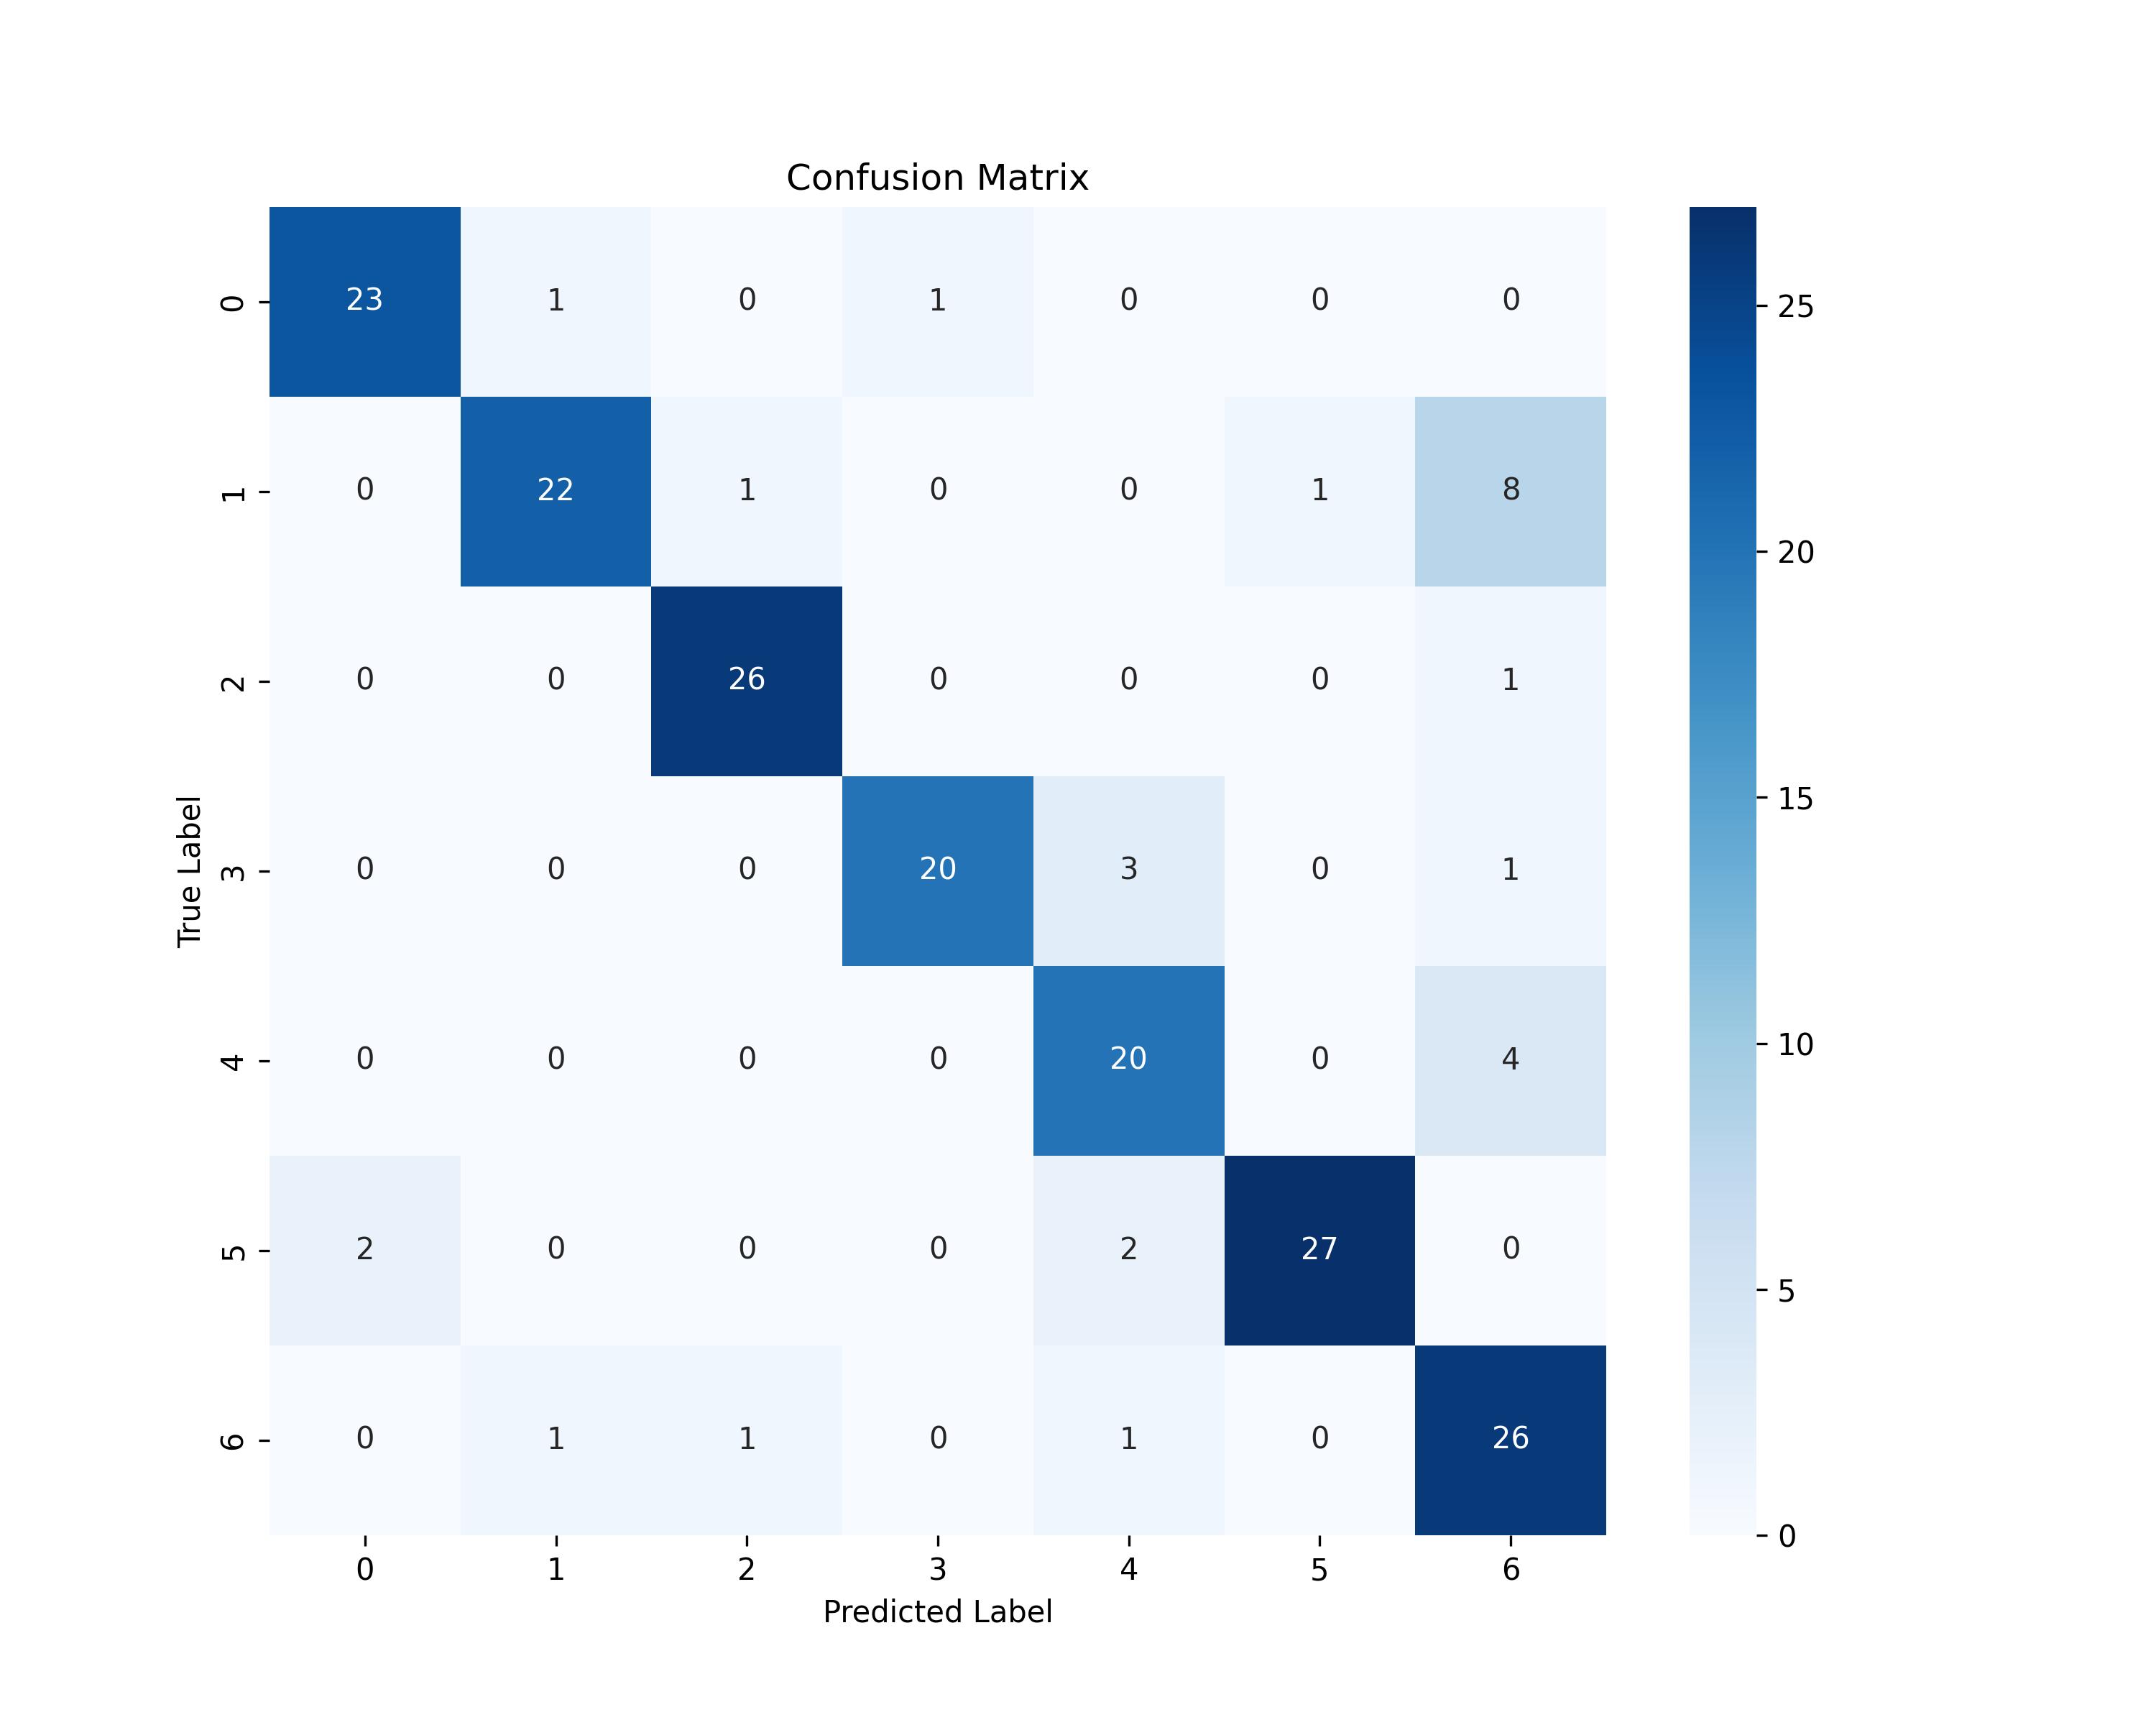 Confusion Matrix
True Label
0 23 1 0 1 0 0 0
1 0 22 1 0 0 1 8
2 0 0 26 0 0 0 1
3 0 0 0 20 3 0 1
4 0 0 0 0 20 0 4
5 2 0 0 0 2 27 0
6 0 1 1 0 1 0 26
0 1 2 3 4 5 6
Predicted Label
25
20
15
10
5
0